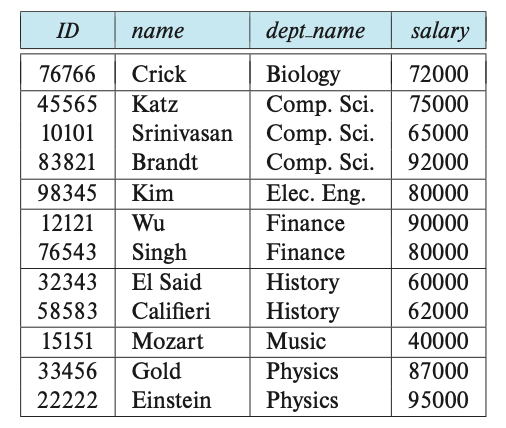 ID name dept_name salary
76766 Crick Biology 72000
45565 Katz Comp. Sci. 75000
10101 Srinivasan Comp. Sci. 65000
83821 Brandt Comp. Sci. 92000
98345 Kim Elec. Eng. 80000
12121 Wu Finance 90000
76543 Singh Finance 80000
32343 El Said History 60000
58583 Califieri History 62000
15151 Mozart Music 40000
33456 Gold Physics 87000
22222 Einstein Physics 95000